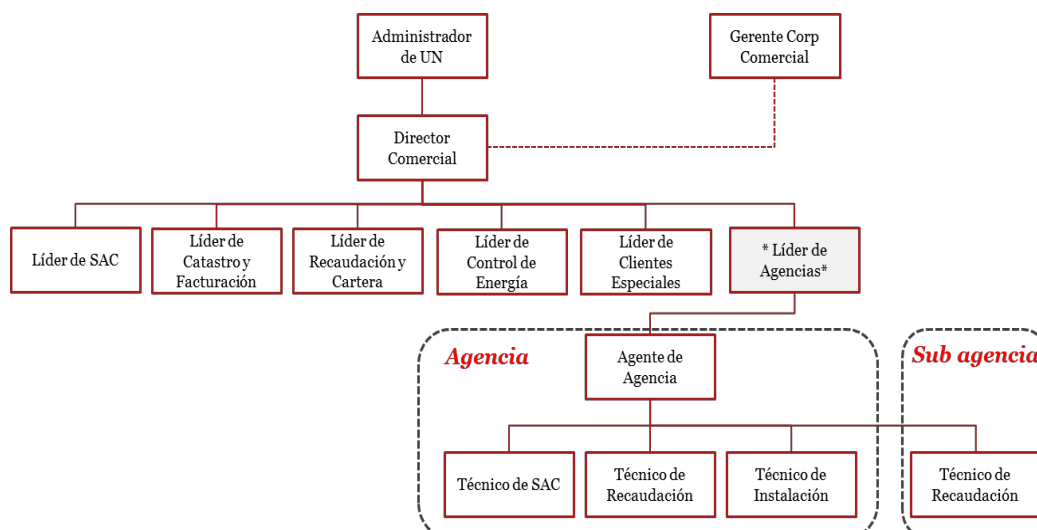 Administrador
de UN
Gerente Corp
Comercial
Director
Comercial
Líder de SAC
Líder de
Catastro y
Facturación
Líder de
Recaudación y
Cartera
Líder de
Control de
Energía
Líder de
Clientes
Especiales
* Líder de
Agencias*
Agencia
Agente de
Agencia
Sub agencia
Técnico de SAC
Técnico de
Recaudación
Técnico de
Instalación
Técnico de
Recaudación